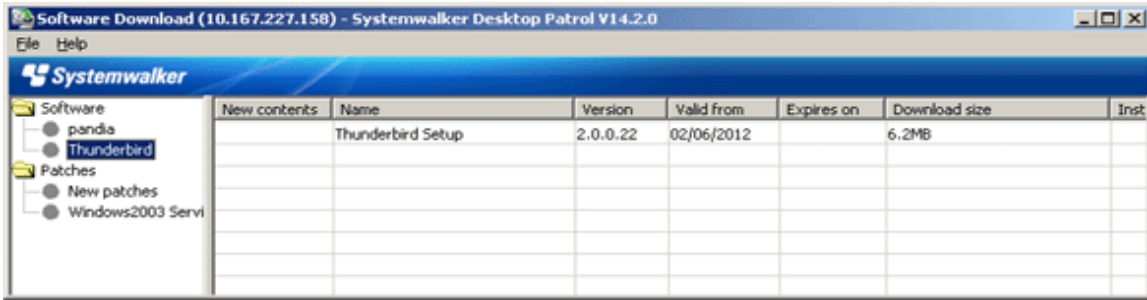 Software Download (10.167.227.158) - Systemwalker Desktop Patrol V14.2.0
File Help
Systemwalker
Software
pandia
Thunderbird
Patches
New patches
Windows2003 Servi
New contents Name Version Valid from Expires on Download size Inst
Thunderbird Setup 2.0.0.22 02/06/2012 6.2MB